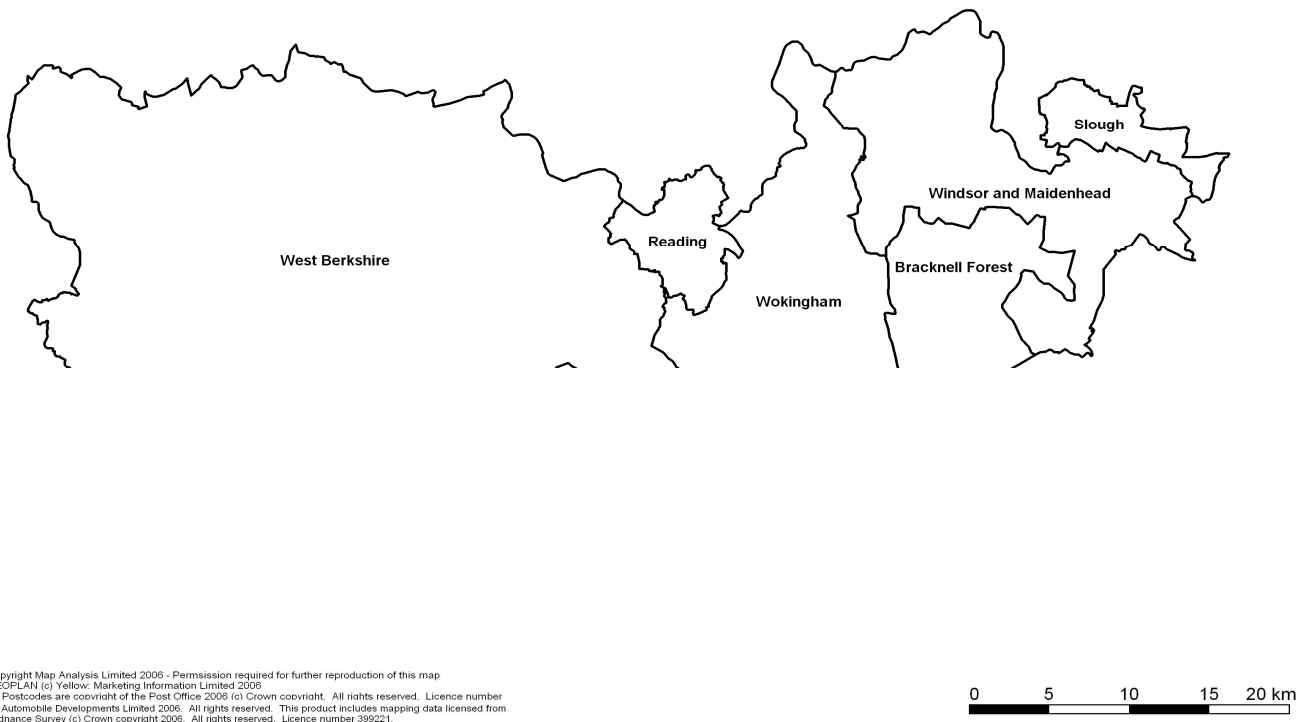 Slough
Windsor and Maidenhead
Reading
West Berkshire
Bracknell Forest
Wokingham
pyright Map Analysis Limited 2006 - Permsission required for further reproduction of this map
EOPLAN (c) Yellow: Marketing Information Limited 2006
Postcodes are copyright of the Post Office 2006 (c) Crown copyright. All rights reserved. Licence number
Automobile Developments Limited 2006. All rights reserved. This product includes mapping data licensed from
dnance Survey (c) Crown copyright 2006. All rights reserved. Licence number 399221.
0 5 10 15 20 km